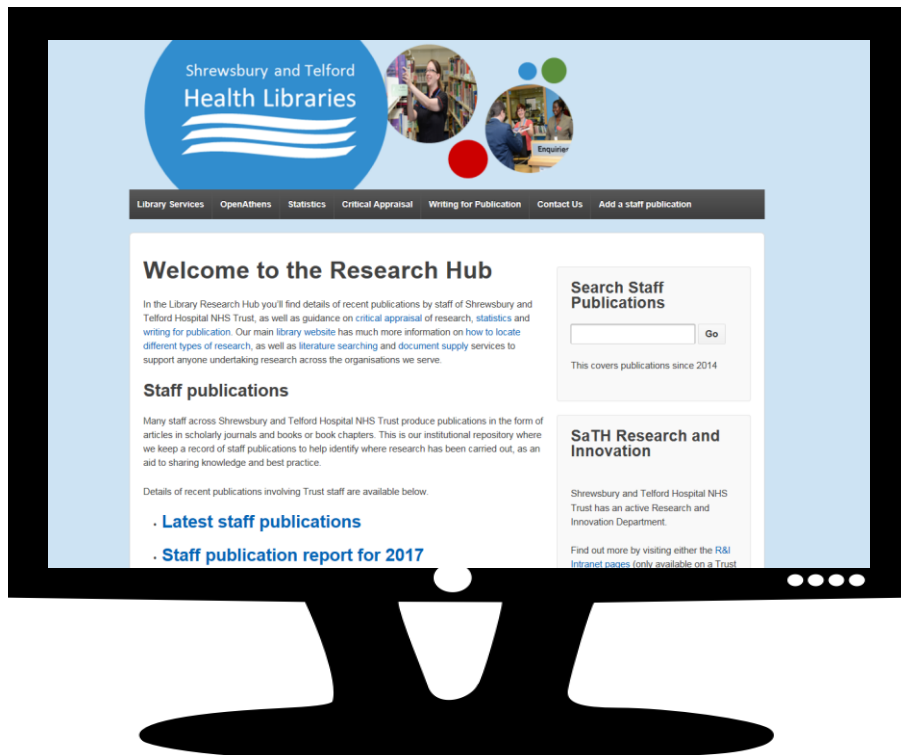 Shrewsbury and Telford
Health Libraries
Enquiries
Library Services OpenAthens Statistics Critical Appraisal Writing for Publication Contact Us Add a staff publication
Welcome to the Research Hub
In the Library Research Hub you'll find details of recent publications by staff of Shrewsbury and
Telford Hospital NHS Trust, as well as guidance on critical appraisal of research, statistics and
writing for publication. Our main library website has much more information on how to locate
different types of research, as well as literature searching and document supply services to
support anyone undertaking research across the organisations we serve.
Staff publications
Many staff across Shrewsbury and Telford Hospital NHS Trust produce publications in the form of
articles in scholarly journals and books or book chapters. This is our institutional repository where
we keep a record of staff publications to help identify where research has been carried out, as an
aid to sharing knowledge and best practice.
Details of recent publications involving Trust staff are available below.
• Latest staff publications
• Staff publication report for 2017
Search Staff
Publications
Go
This covers publications since 2014
SaTH Research and
Innovation
Shrewsbury and Telford Hospital NHS
Trust has an active Research and
Innovation Department.
Find out more by visiting either the R&I
Intranet pages (only available on a Trust